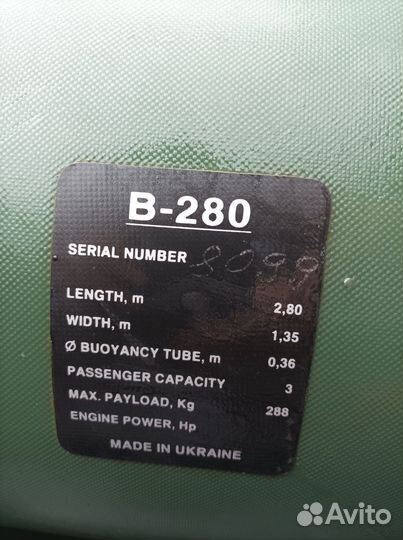 B-280
SERIAL NUMBER 8099
LENGTH, m 2,80
WIDTH, m 1,35
Ø BUOYANCY TUBE, m 0,36
PASSENGER CAPACITY 3
MAX. PAYLOAD, Kg 288
ENGINE POWER, Hp
MADE IN UKRAINE
Avito